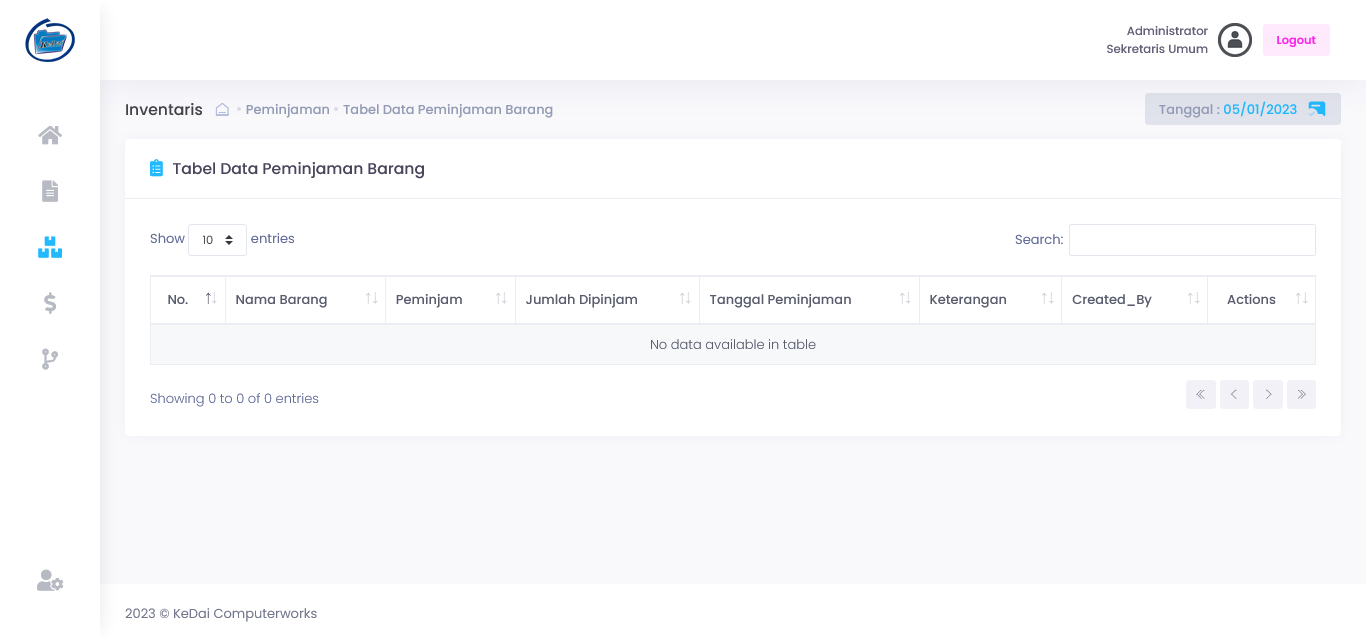 KeDai
Administrator
Sekretaris Umum
Logout
Inventaris • Peminjaman • Tabel Data Peminjaman Barang
Tanggal : 05/01/2023
Tabel Data Peminjaman Barang
Show 10 entries
Search:
No. Nama Barang Peminjam Jumlah Dipinjam Tanggal Peminjaman Keterangan Created_By Actions
No data available in table
Showing 0 to 0 of 0 entries
2023 © KeDai Computerworks